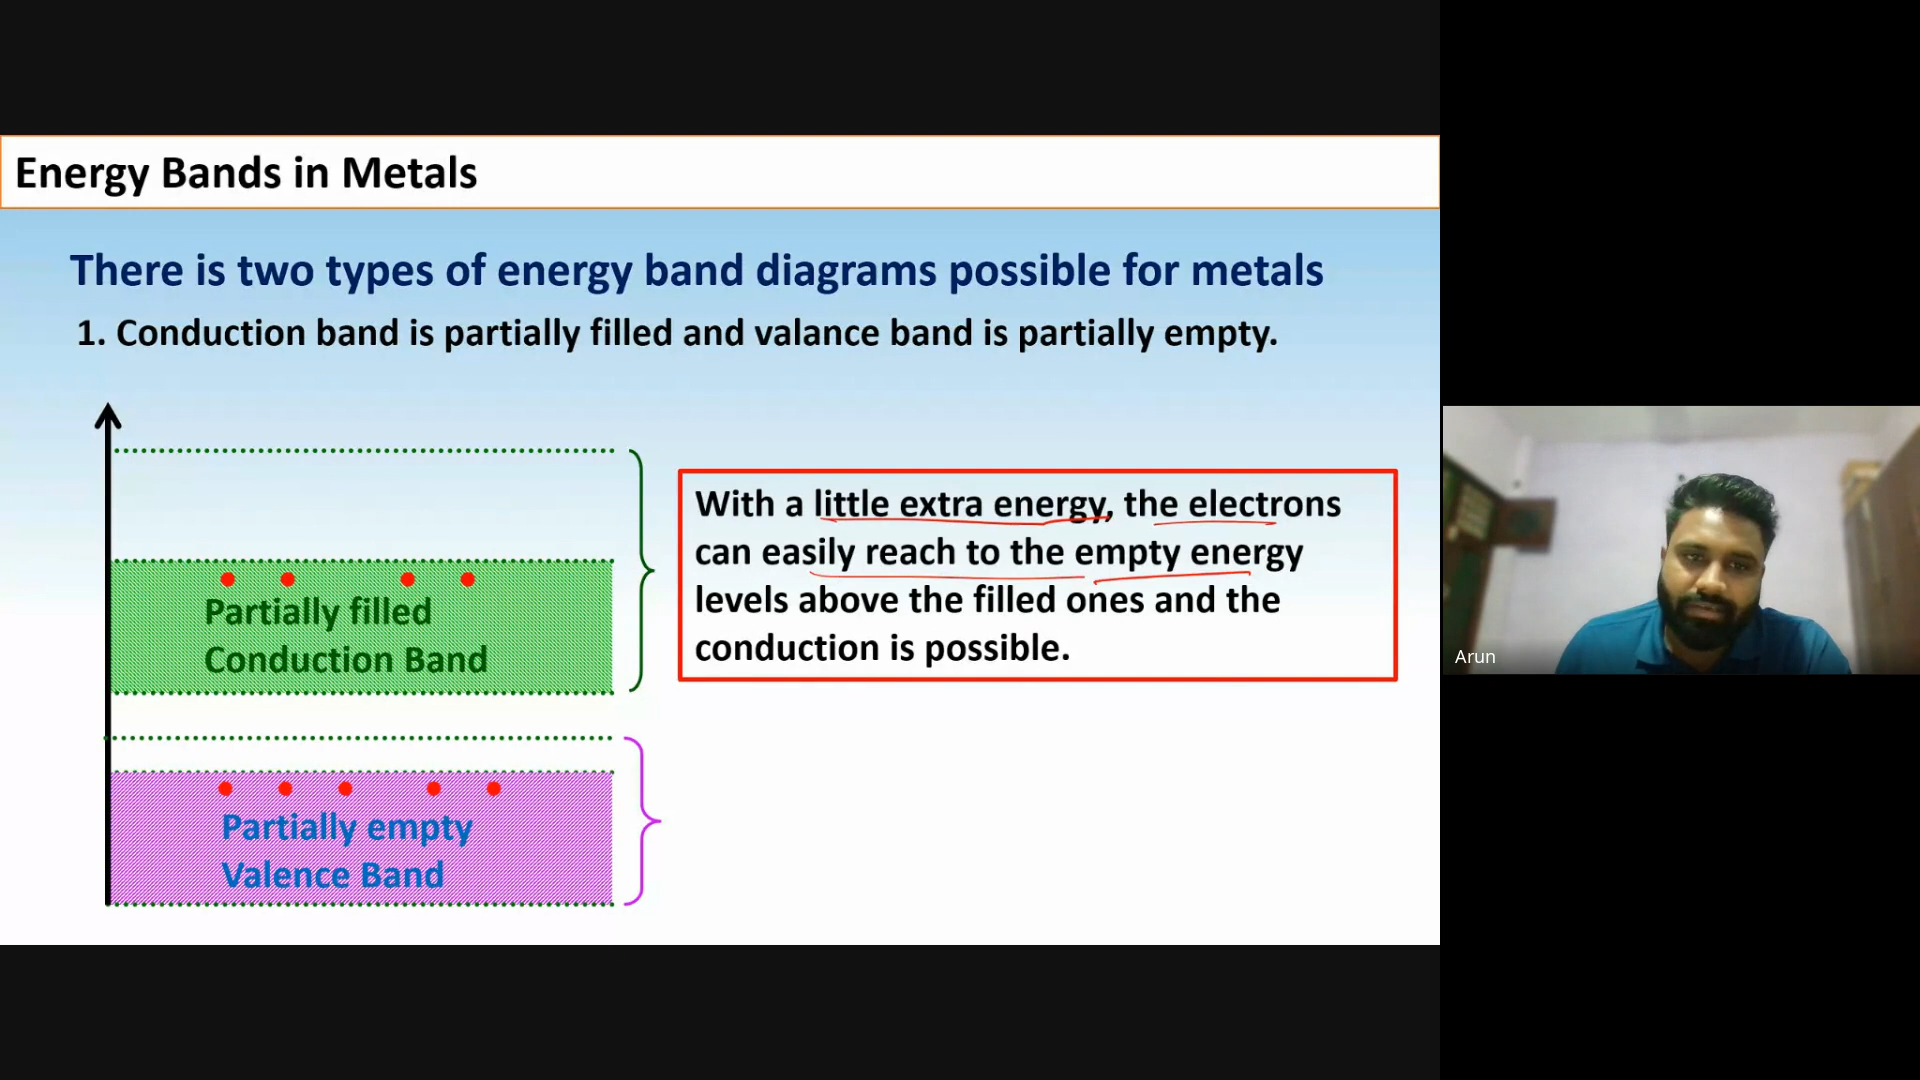 Energy Bands in Metals
There is two types of energy band diagrams possible for metals
1. Conduction band is partially filled and valance band is partially empty.
With a little extra energy, the electrons
can easily reach to the empty energy
levels above the filled ones and the
conduction is possible.
Partially filled
Conduction Band
Partially empty
Valence Band
Arun